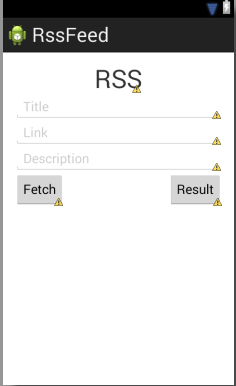 RssFeed
RSS
Title
Link
Description
Fetch Result